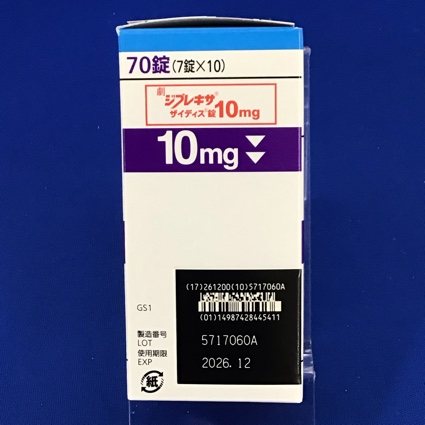 70錠(7錠×10)
劇 ジプレキサ®
ザイディス®錠10mg
10mg
(17)261200(10)5717060A
(01)14987428445411
GS1
製造番号
LOT
5717060A
使用期限
EXP
2026.12
紙